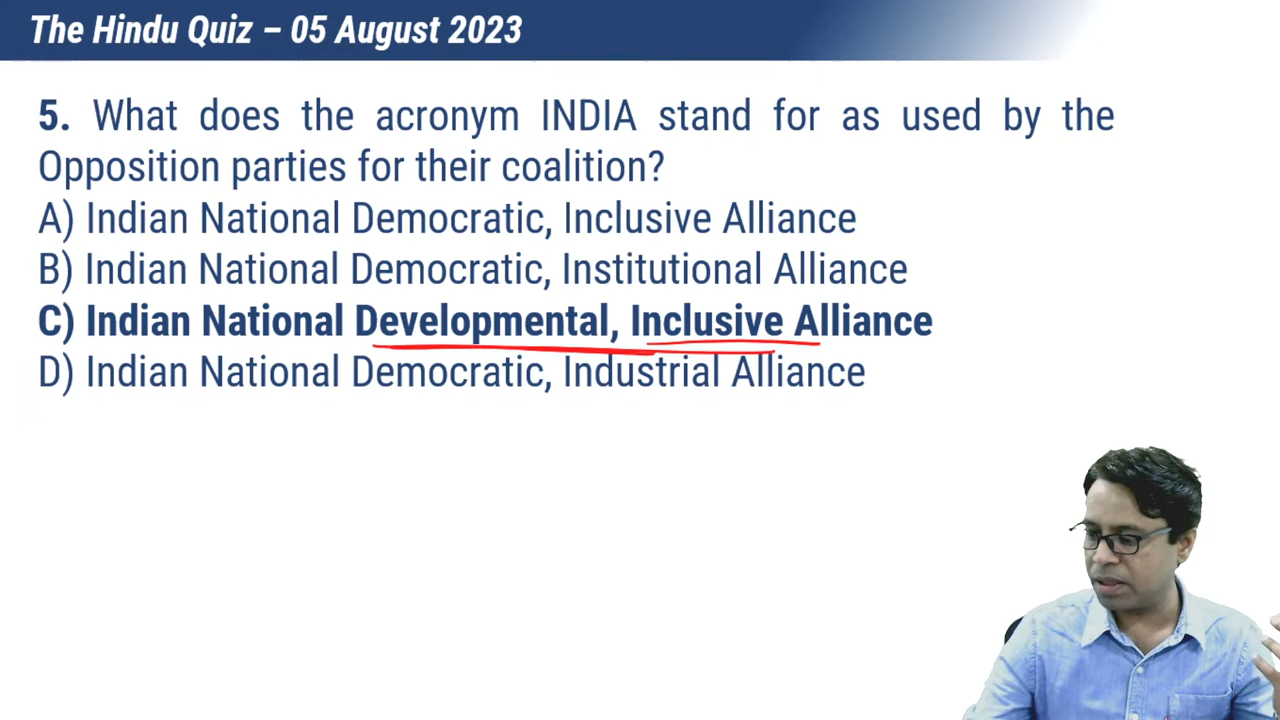 The Hindu Quiz – 05 August 2023
5. What does the acronym INDIA stand for as used by the
Opposition parties for their coalition?
A) Indian National Democratic, Inclusive Alliance
B) Indian National Democratic, Institutional Alliance
C) Indian National Developmental, Inclusive Alliance
D) Indian National Democratic, Industrial Alliance